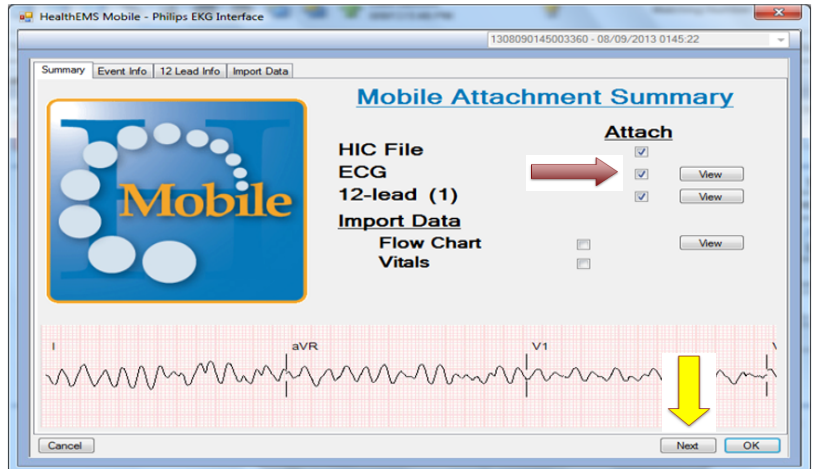 HealthEMS Mobile - Philips EKG Interface
1308090145003360 - 08/09/2013 0145:22
Summary Event Info 12 Lead Info Import Data
Mobile Attachment Summary
Attach
HIC File
ECG View
12-lead (1) View
Import Data
Flow Chart View
Vitals
Mobile
I aVR V1
Cancel Next OK